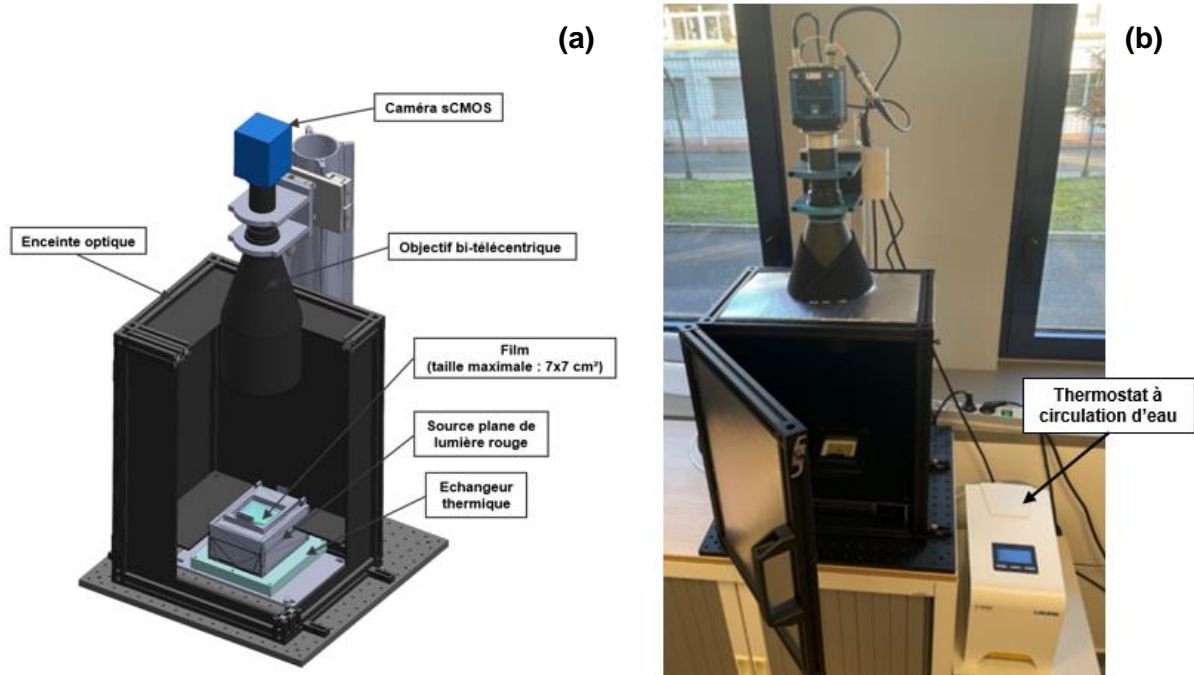 (a)
Caméra sCMOS
Enceinte optique
Objectif bi-télécentrique
Film
(taille maximale : 7x7 cm²)
Source plane de
lumière rouge
Echangeur
thermique
(b)
Thermostat à
circulation d’eau